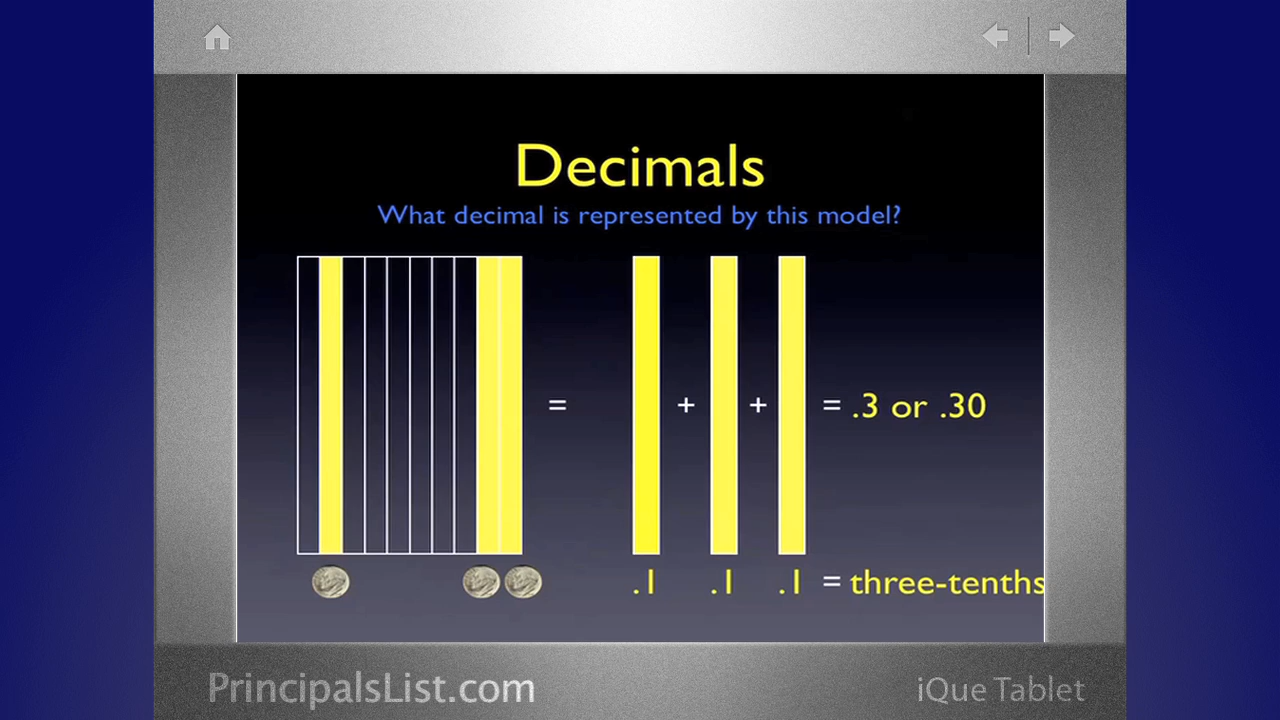 Decimals
What decimal is represented by this model?
= + + = .3 or .30
.1 .1 .1 = three-tenths
PrincipalsList.com
iQue Tablet